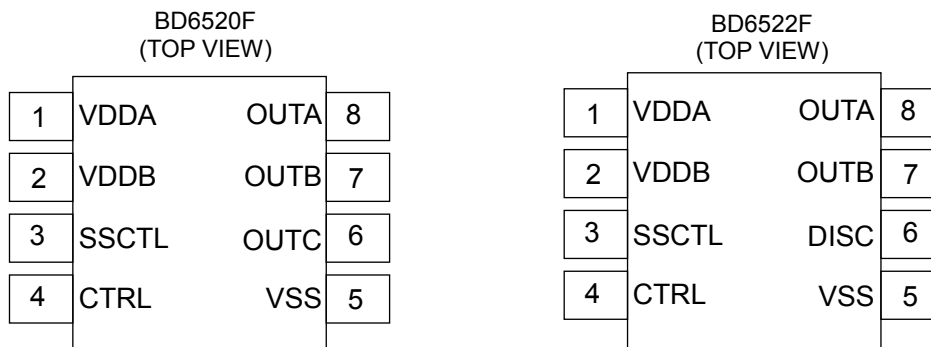 BD6520F
(TOP VIEW)
1 VDDA OUTA 8
2 VDDB OUTB 7
3 SSCTL OUTC 6
4 CTRL VSS 5
BD6522F
(TOP VIEW)
1 VDDA OUTA 8
2 VDDB OUTB 7
3 SSCTL DISC 6
4 CTRL VSS 5